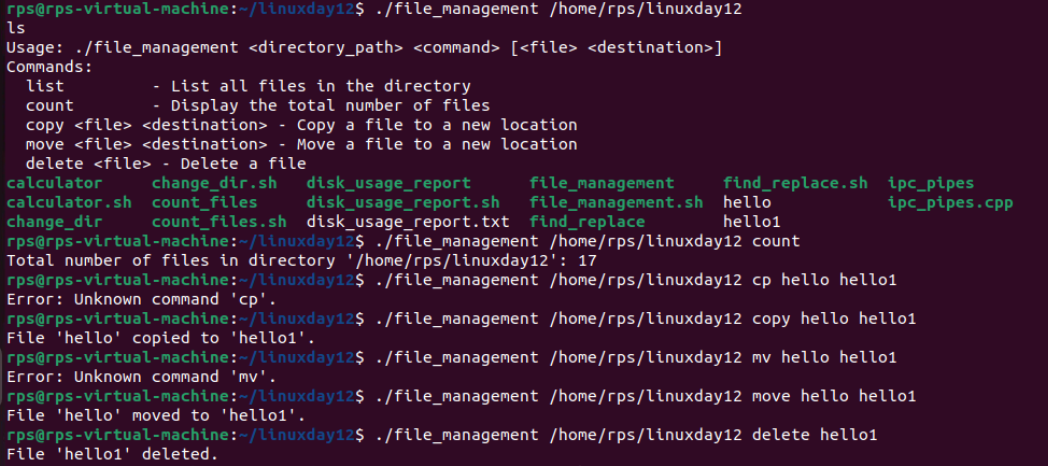 rps@rps-virtual-machine:~/linuxday12$ ./file_management /home/rps/linuxday12
ls
Usage: ./file_management <directory_path> <command> [<file> <destination>]
Commands:
  list         - List all files in the directory
  count        - Display the total number of files
  copy <file> <destination> - Copy a file to a new location
  move <file> <destination> - Move a file to a new location
  delete <file> - Delete a file
calculator     change_dir.sh   disk_usage_report      file_management     find_replace.sh  ipc_pipes
calculator.sh  count_files     disk_usage_report.sh   file_management.sh  hello            ipc_pipes.cpp
change_dir     count_files.sh  disk_usage_report.txt  find_replace        hello1
rps@rps-virtual-machine:~/linuxday12$ ./file_management /home/rps/linuxday12 count
Total number of files in directory '/home/rps/linuxday12': 17
rps@rps-virtual-machine:~/linuxday12$ ./file_management /home/rps/linuxday12 cp hello hello1
Error: Unknown command 'cp'.
rps@rps-virtual-machine:~/linuxday12$ ./file_management /home/rps/linuxday12 copy hello hello1
File 'hello' copied to 'hello1'.
rps@rps-virtual-machine:~/linuxday12$ ./file_management /home/rps/linuxday12 mv hello hello1
Error: Unknown command 'mv'.
rps@rps-virtual-machine:~/linuxday12$ ./file_management /home/rps/linuxday12 move hello hello1
File 'hello' moved to 'hello1'.
rps@rps-virtual-machine:~/linuxday12$ ./file_management /home/rps/linuxday12 delete hello1
File 'hello1' deleted.